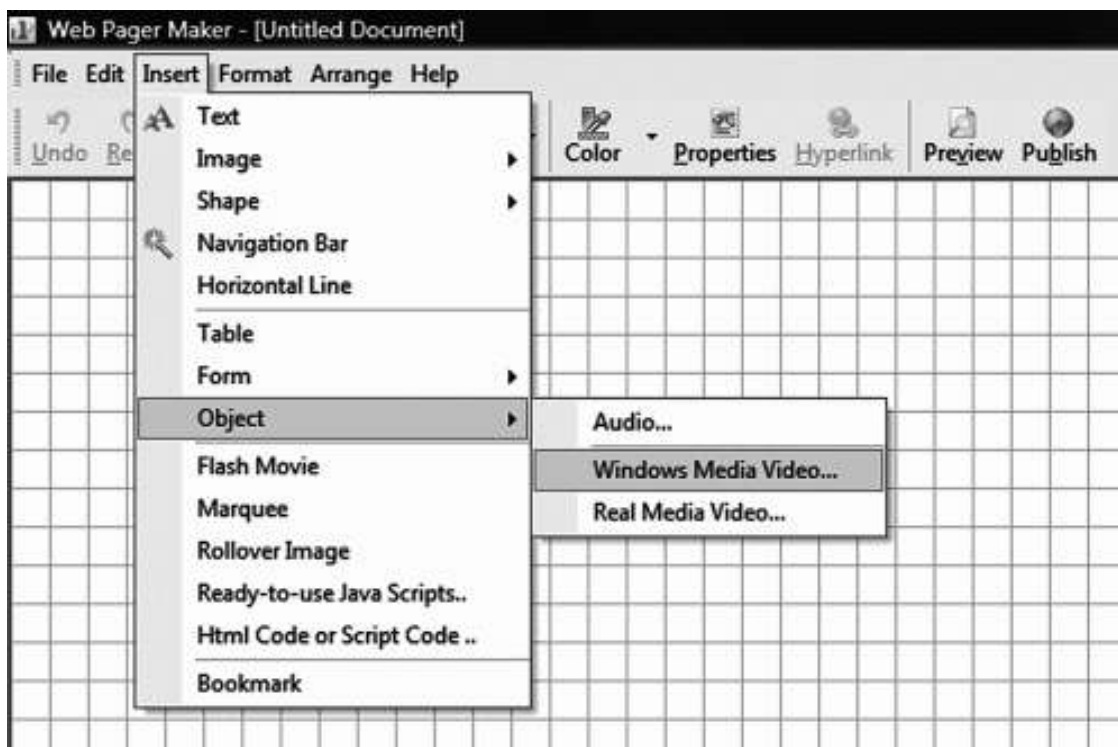 Web Pager Maker - [Untitled Document]
File Edit Insert Format Arrange Help
Undo Color Properties Hyperlink Preview Publish
Text
Image
Shape
Navigation Bar
Horizontal Line
Table
Form
Object
Flash Movie
Marquee
Rollover Image
Ready-to-use Java Scripts..
Html Code or Script Code ..
Bookmark
Audio...
Windows Media Video...
Real Media Video...